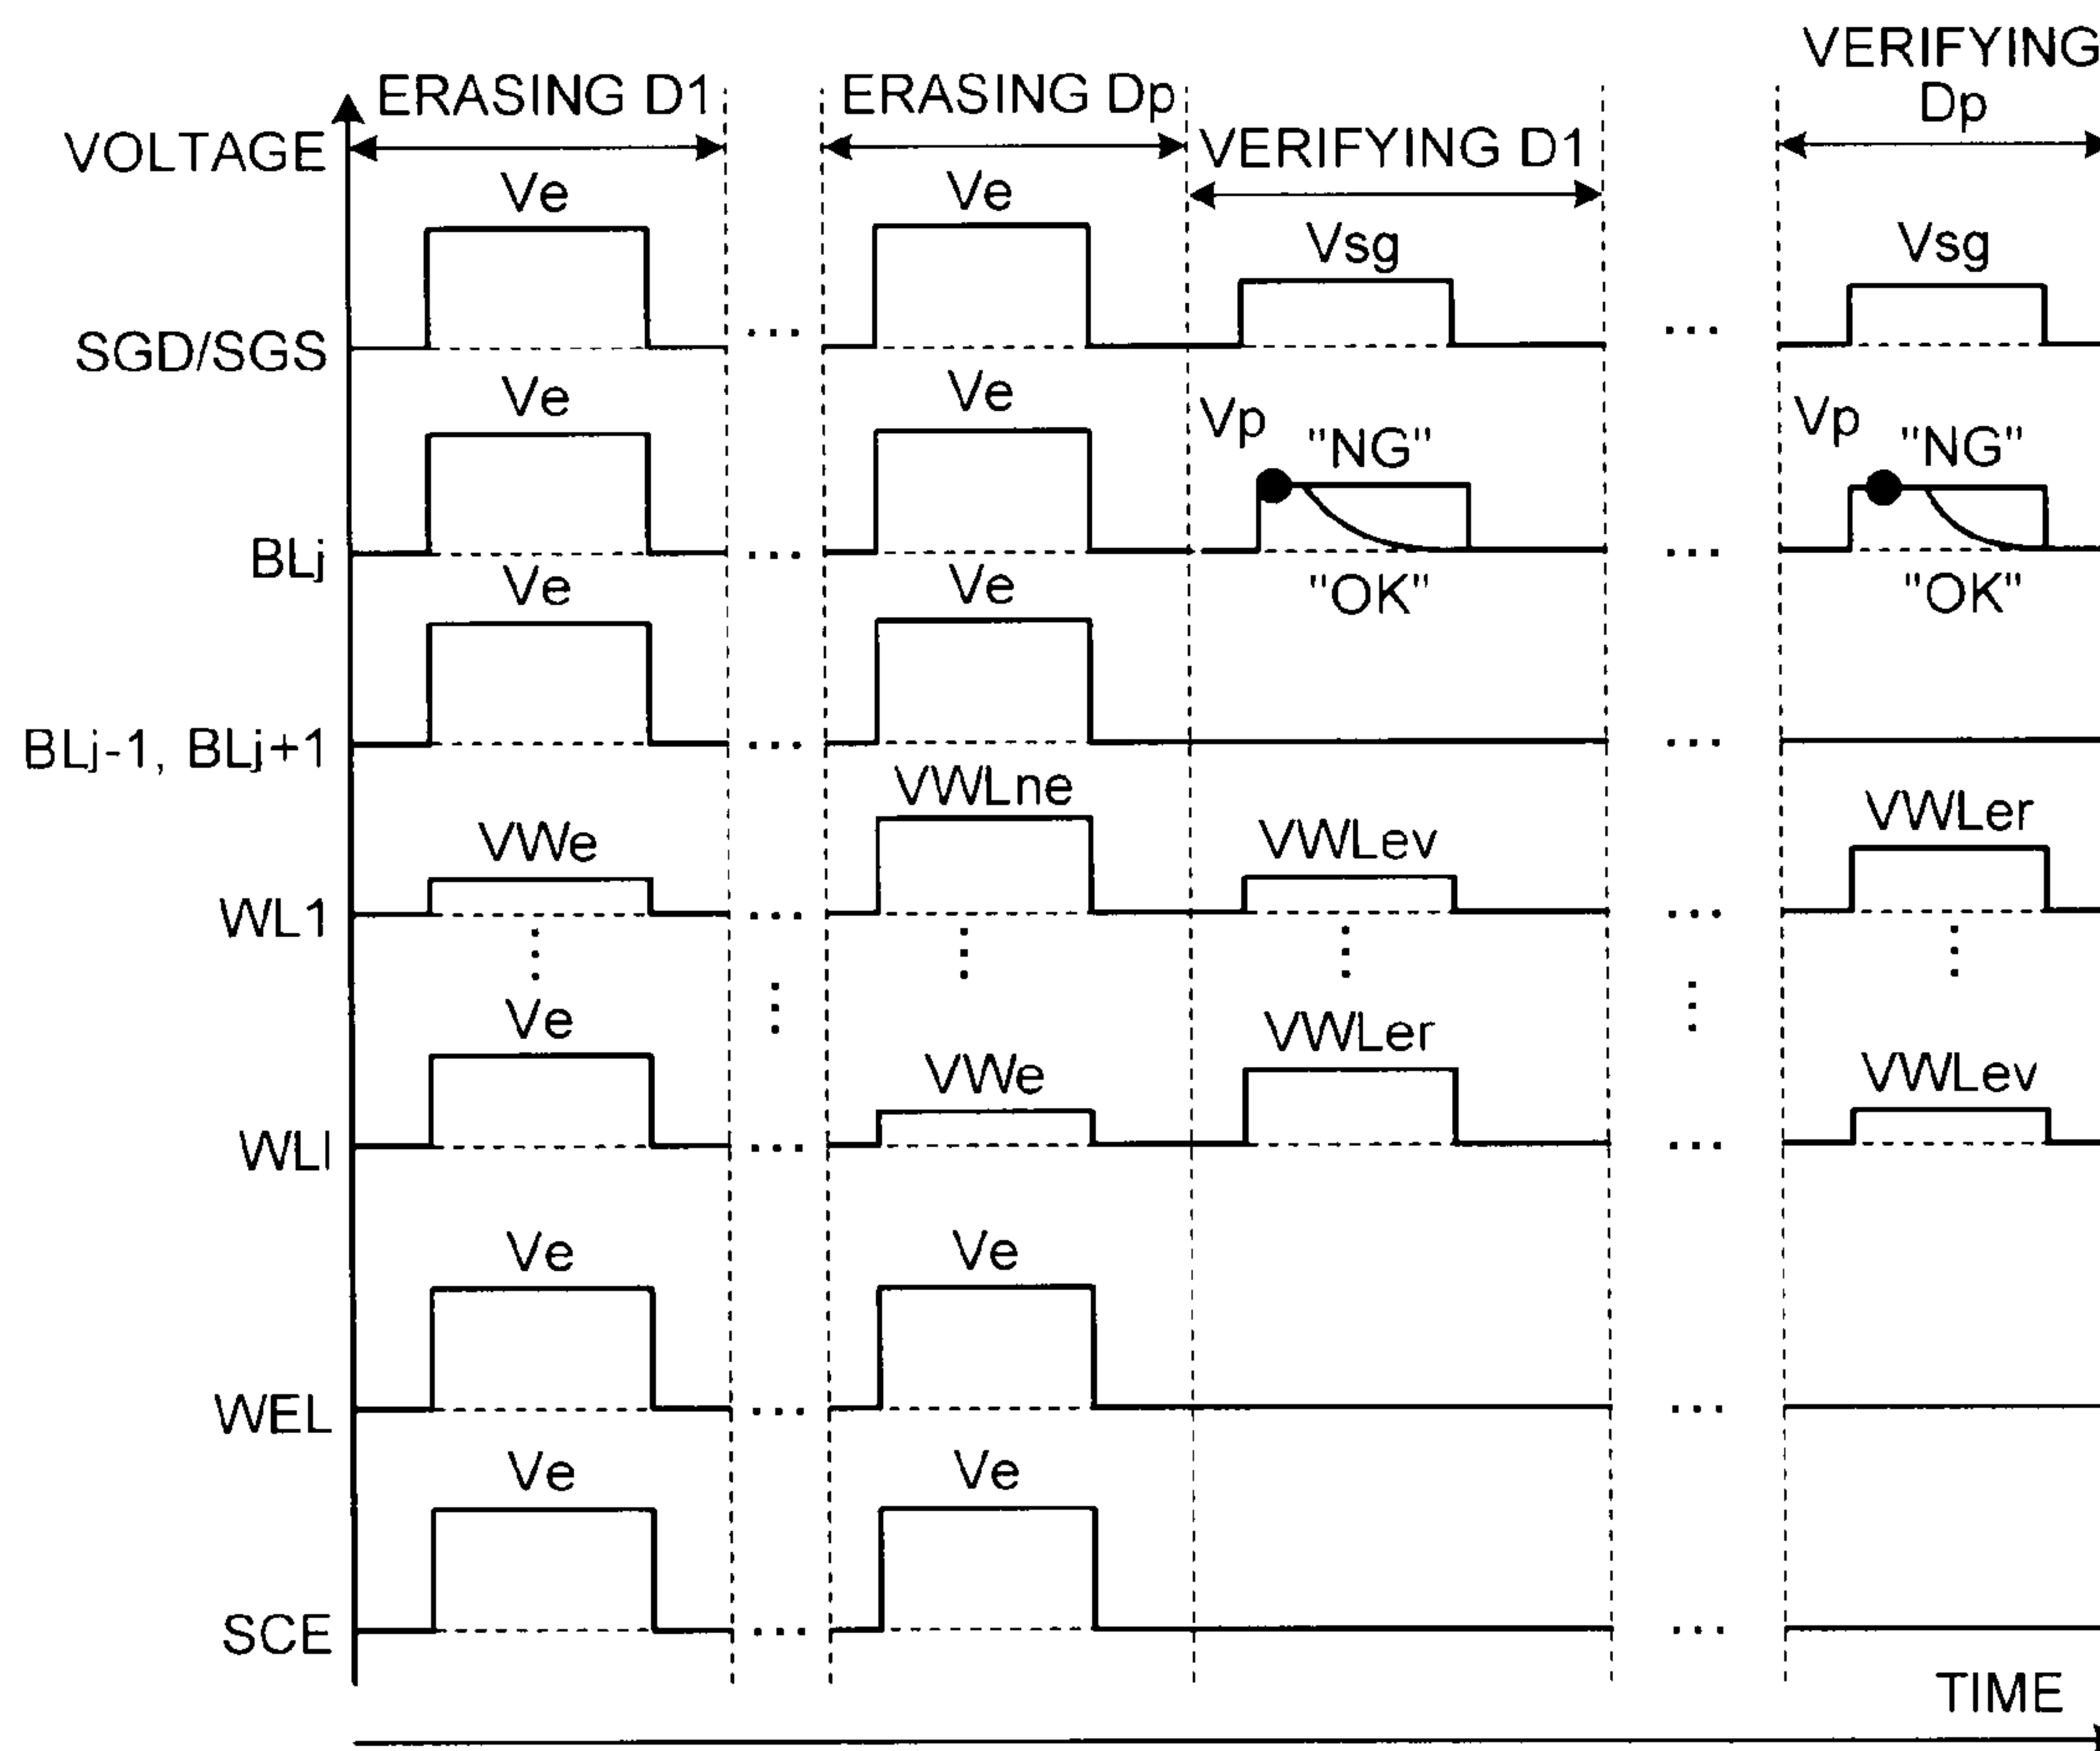 VERIFYING
Dp
ERASING D1
ERASING Dp
VERIFYING D1
VOLTAGE
Ve
Ve
Vsg
Vsg
SGD/SGS
...
...
Ve
Ve
Vp
"NG"
Vp
"NG"
BLj
...
...
"OK"
"OK"
Ve
Ve
BLj-1, BLj+1
...
...
VWe
VWLne
VWLev
VWLer
WL1
...
...
Ve
VWe
VWLer
VWLev
WLl
...
...
Ve
Ve
WEL
...
...
Ve
Ve
SCE
...
...
TIME